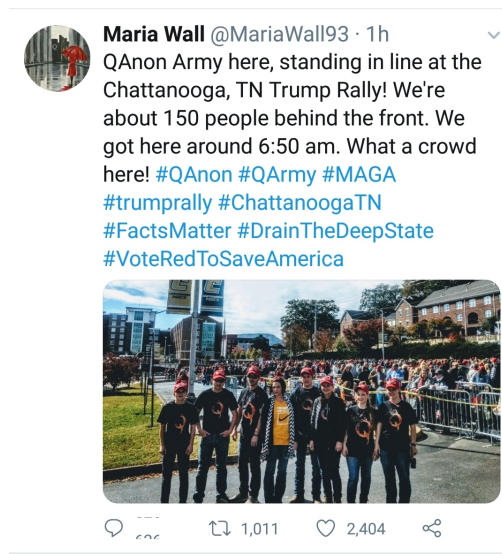 Maria Wall @MariaWall93 · 1h
QAnon Army here, standing in line at the
Chattanooga, TN Trump Rally! We're
about 150 people behind the front. We
got here around 6:50 am. What a crowd
here! #QAnon #QArmy #MAGA
#trumprally #ChattanoogaTN
#FactsMatter #DrainTheDeepState
#VoteRedToSaveAmerica
1,011 2,404